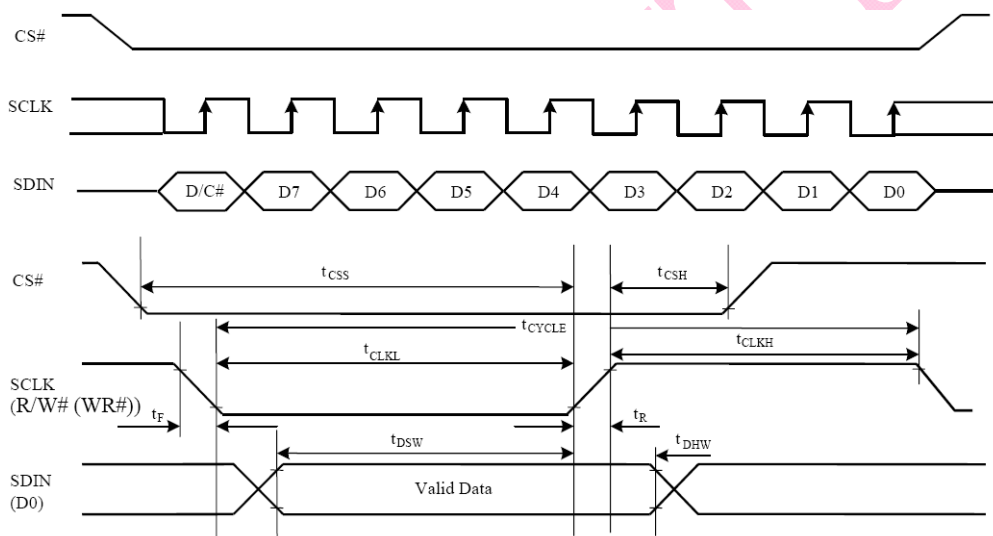 CS#
SCLK
SDIN
D/C# D7 D6 D5 D4 D3 D2 D1 D0
CS#
tCSS
tCSH
tCYCLE
tCLKL
tCLKH
SCLK
(R/W# (WR#))
tF
tR
tDSW
tDHW
SDIN
(D0)
Valid Data